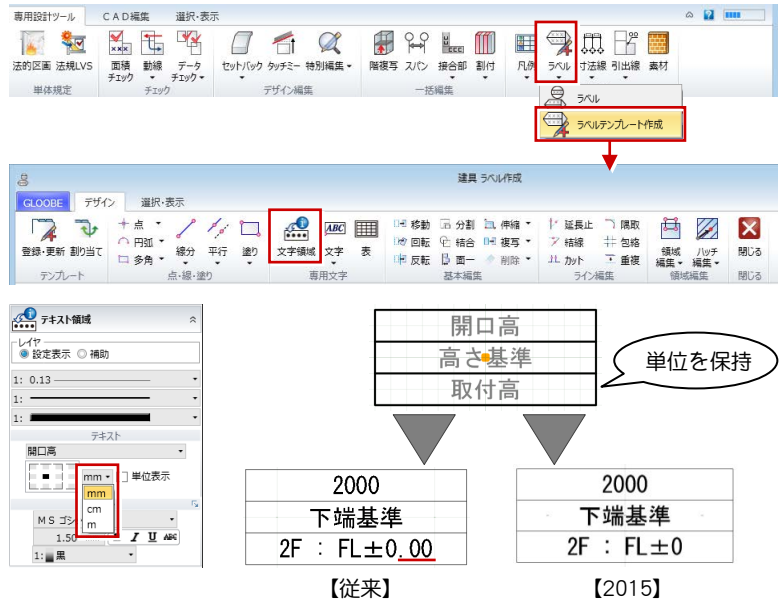 専用設計ツール CAD編集 選択・表示
法的区画 法規LVS 面積チェック 動線チェック データチェック セットバック タッチミー 特別編集 階複写 スパン 接合部 割付 凡例 ラベル 寸法線 引出線 素材
単体規定 チェック デザイン編集 一括編集
ラベル
ラベルテンプレート作成
建具 ラベル作成
GLOOBE デザイン 選択・表示
点 移動 分割 伸縮 延長止 隅取
登録・更新 割り当て 円弧 線分 平行 塗り 文字領域 ABC 文字 表 回転 結合 複写 結線 包絡 領域編集 ハッチ編集 閉じる
多角 反転 面一 削除 カット 重複
テンプレート 点・線・塗り 専用文字 基本編集 ライン編集 領域編集 閉じる
テキスト領域
レイヤ
設定表示 補助
1: 0.13
1:
1:
テキスト
開口高
mm 単位表示
mm
cm
m
MS ゴシ
1.50 I U ABC
1: 黒
開口高
高さ基準
取付高
単位を保持
2000
下端基準
2F : FL±0.00
【従来】
2000
下端基準
2F : FL±0
【2015】